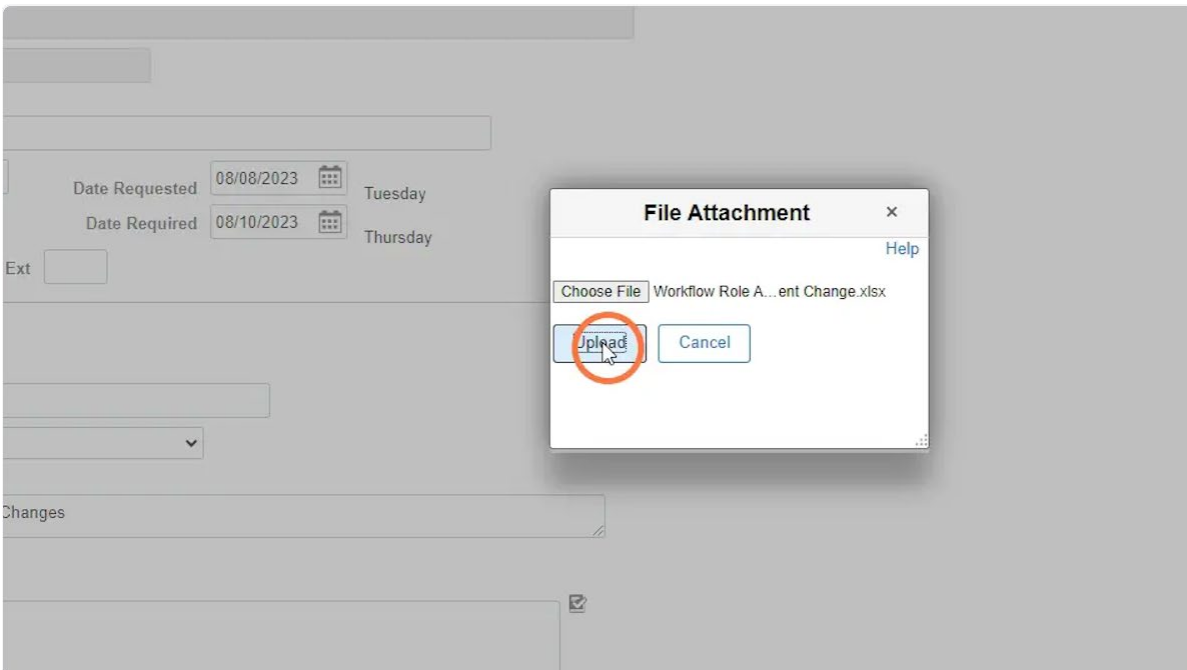 Date Requested 08/08/2023 Tuesday
Date Required 08/10/2023 Thursday
Ext
Changes
File Attachment ×
Help
Choose File Workflow Role A...ent Change.xlsx
Upload Cancel